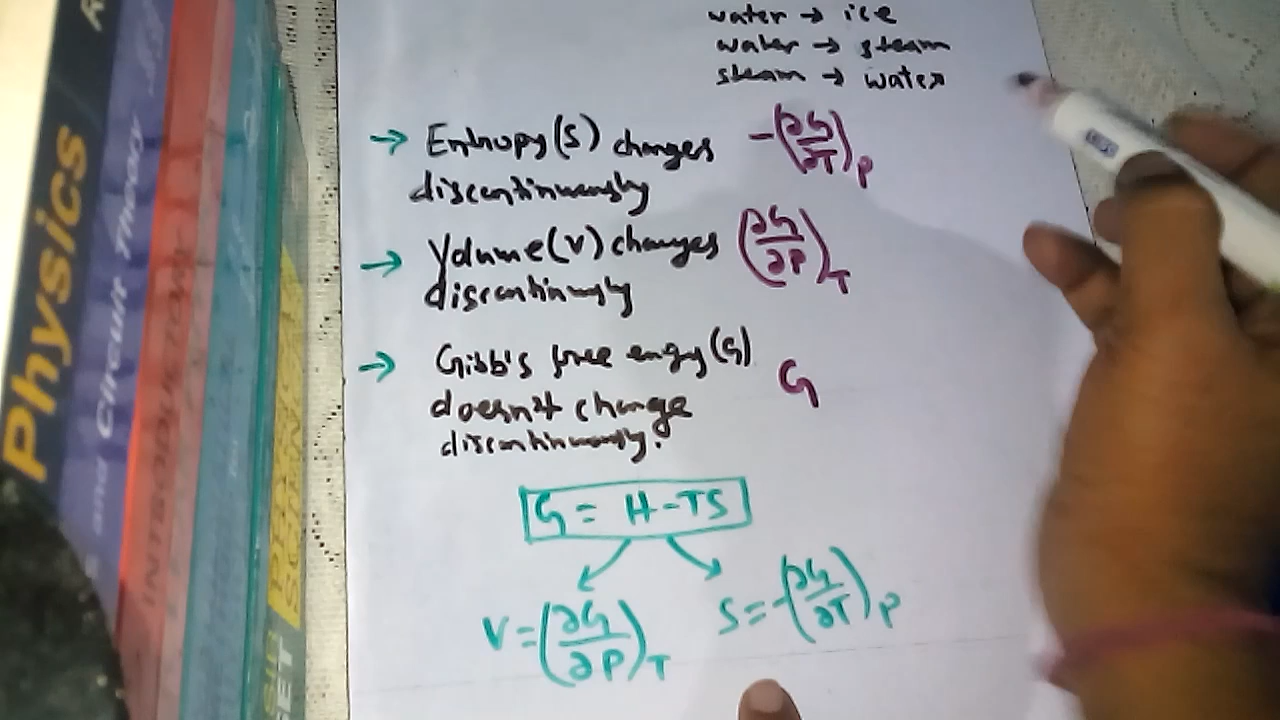 water → ice
water → steam
steam → water
→ Entropy(S) changes -(∂G/∂T)P
discontinuously
→ Volume(V) changes (∂G/∂P)T
discontinuously
→ Gibb's free energy(G) G
doesn't change
discontinuously.
G = H-TS
V=(∂G/∂P)T S=-(∂G/∂T)P
Physics
and Circuit Theory